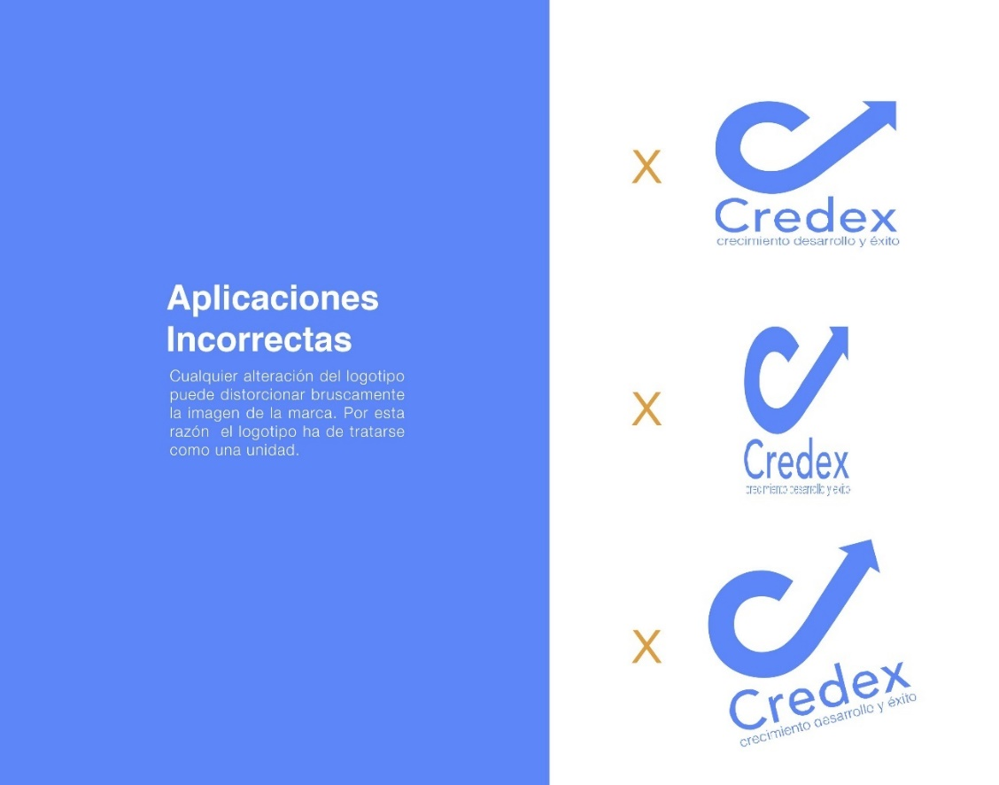 Aplicaciones
Incorrectas
Cualquier alteración del logotipo
puede distorcionar bruscamente
la imagen de la marca. Por esta
razón  el logotipo ha de tratarse
como una unidad.
X
Credex
crecimiento desarrollo y éxito
X
Credex
crecimiento desarrollo y éxito
X
Credex
crecimiento desarrollo y éxito